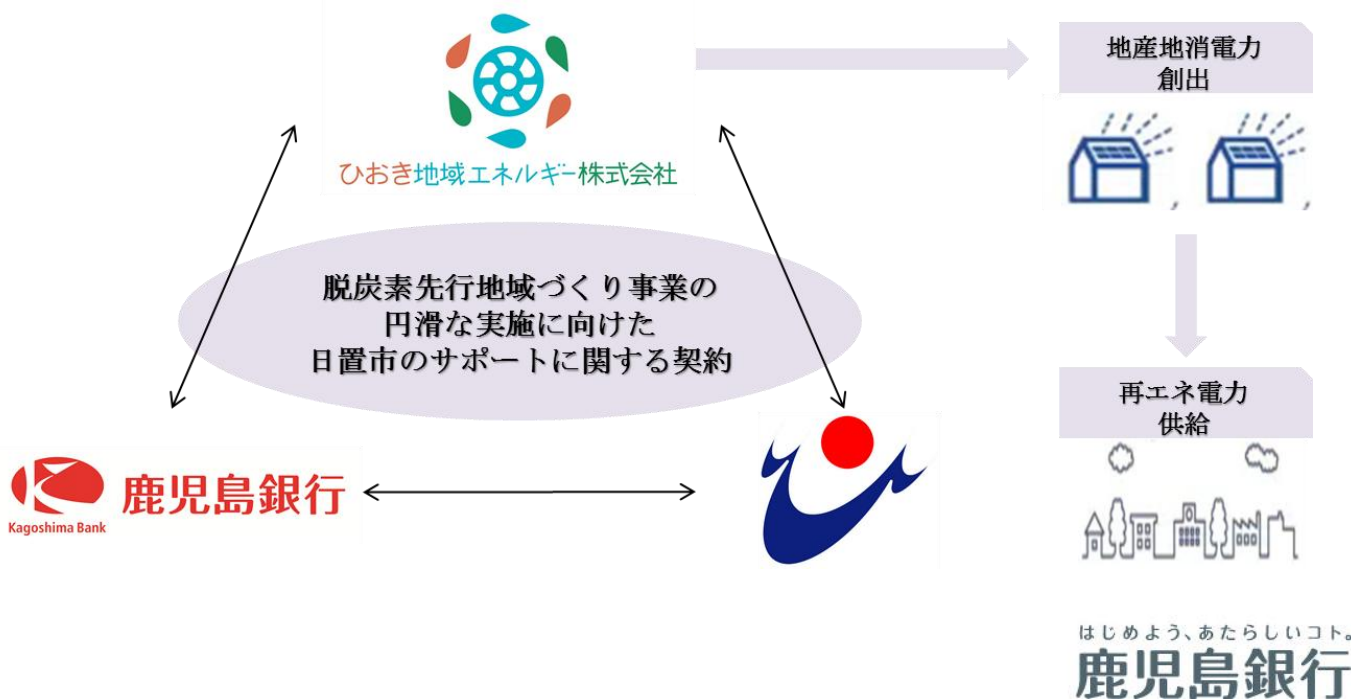 ひおき地域エネルギー株式会社
地産地消電力
創出
脱炭素先行地域づくり事業の
円滑な実施に向けた
日置市のサポートに関する契約
再エネ電力
供給
鹿児島銀行
Kagoshima Bank
はじめよう、あたらしいコト。
鹿児島銀行